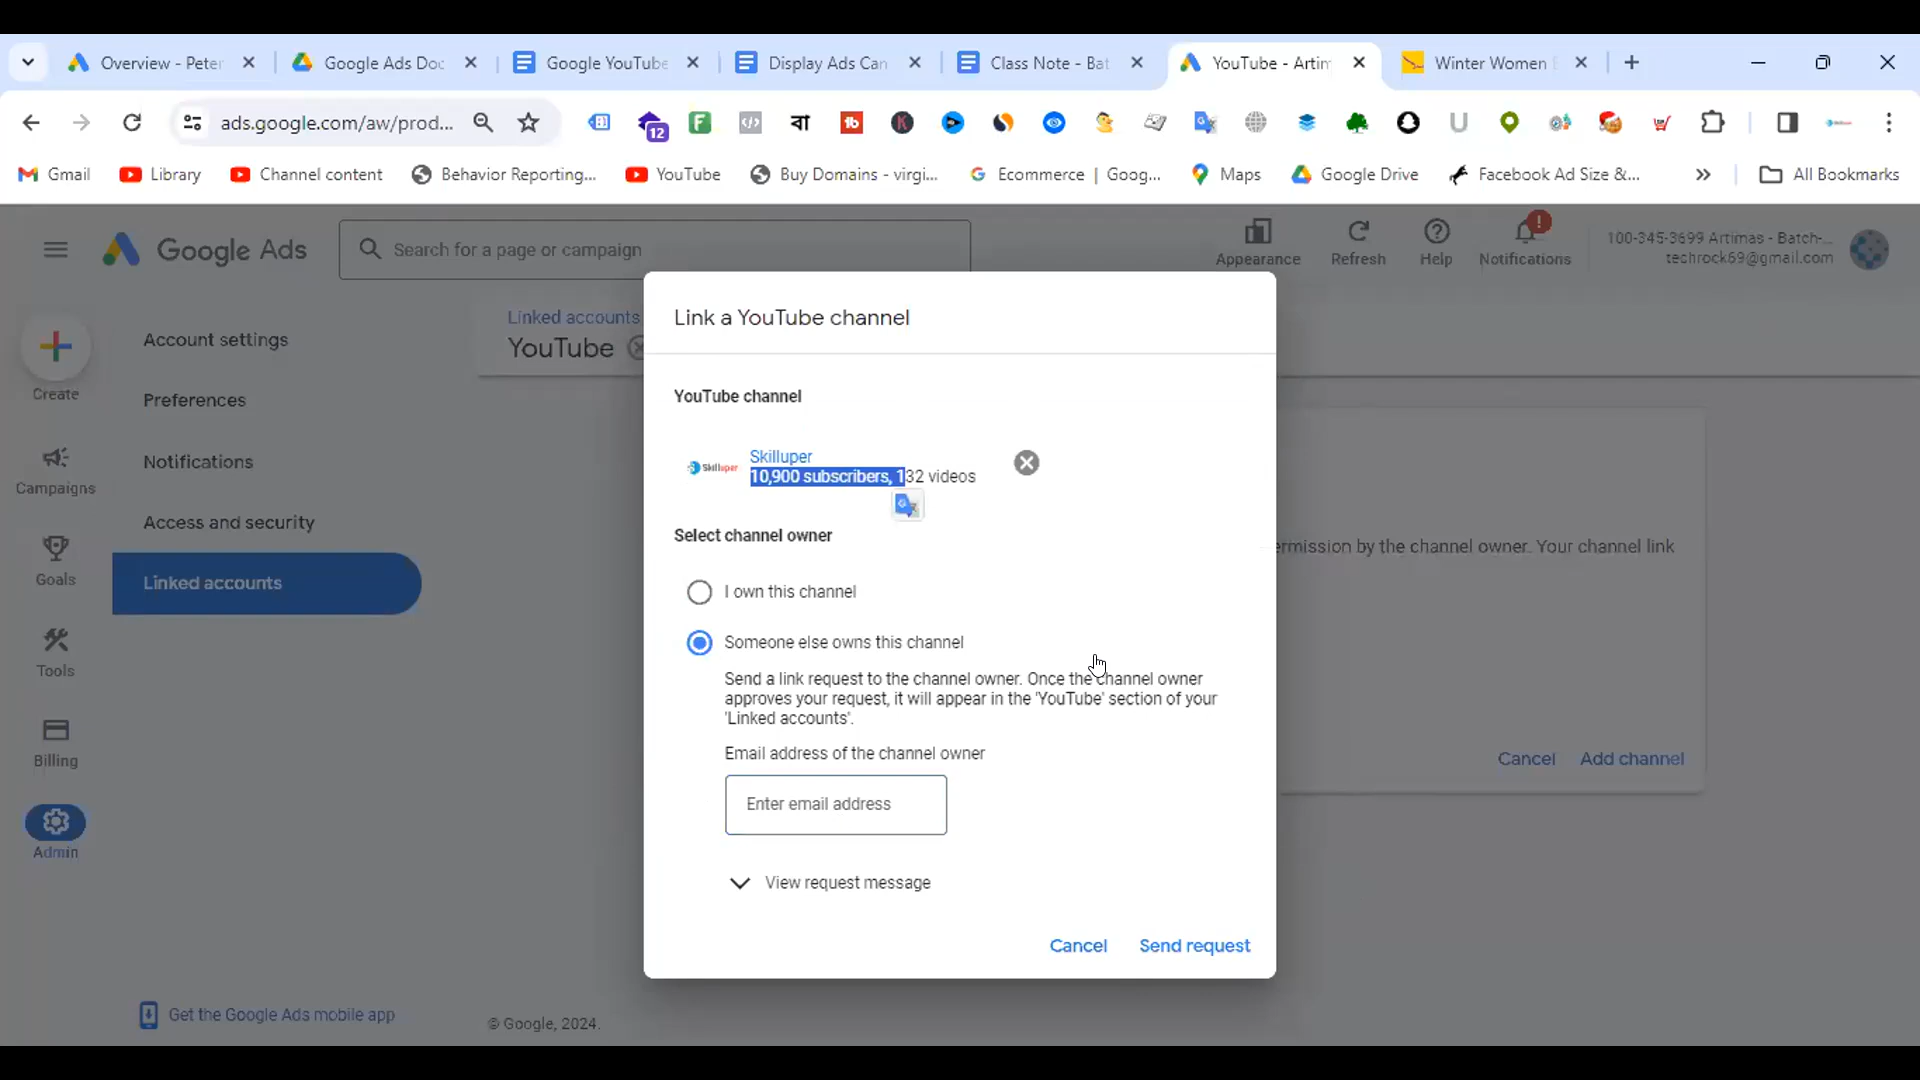 Overview - Peter
Google Ads Doc
Google YouTube
Display Ads Can
Class Note - Bat
YouTube - Artim
Winter Women
ads.google.com/aw/prod...
12
বা
Gmail
Library
Channel content
Behavior Reporting...
YouTube
Buy Domains - virgi...
Ecommerce | Goog...
Maps
Google Drive
Facebook Ad Size &...
All Bookmarks
Google Ads
Search for a page or campaign
Appearance
Refresh
Help
Notifications
100-345-3699 Artimas - Batch-...
techrock69@gmail.com
Create
Campaigns
Goals
Tools
Billing
Admin
Account settings
Preferences
Notifications
Access and security
Linked accounts
Get the Google Ads mobile app
Linked accounts
YouTube
Link a YouTube channel
YouTube channel
Skilluper
Skilluper
10,900 subscribers, 132 videos
Select channel owner
I own this channel
Someone else owns this channel
Send a link request to the channel owner. Once the channel owner
approves your request, it will appear in the 'YouTube' section of your
'Linked accounts'.
Email address of the channel owner
Enter email address
View request message
Cancel
Send request
ermission by the channel owner. Your channel link
Cancel
Add channel
© Google, 2024.